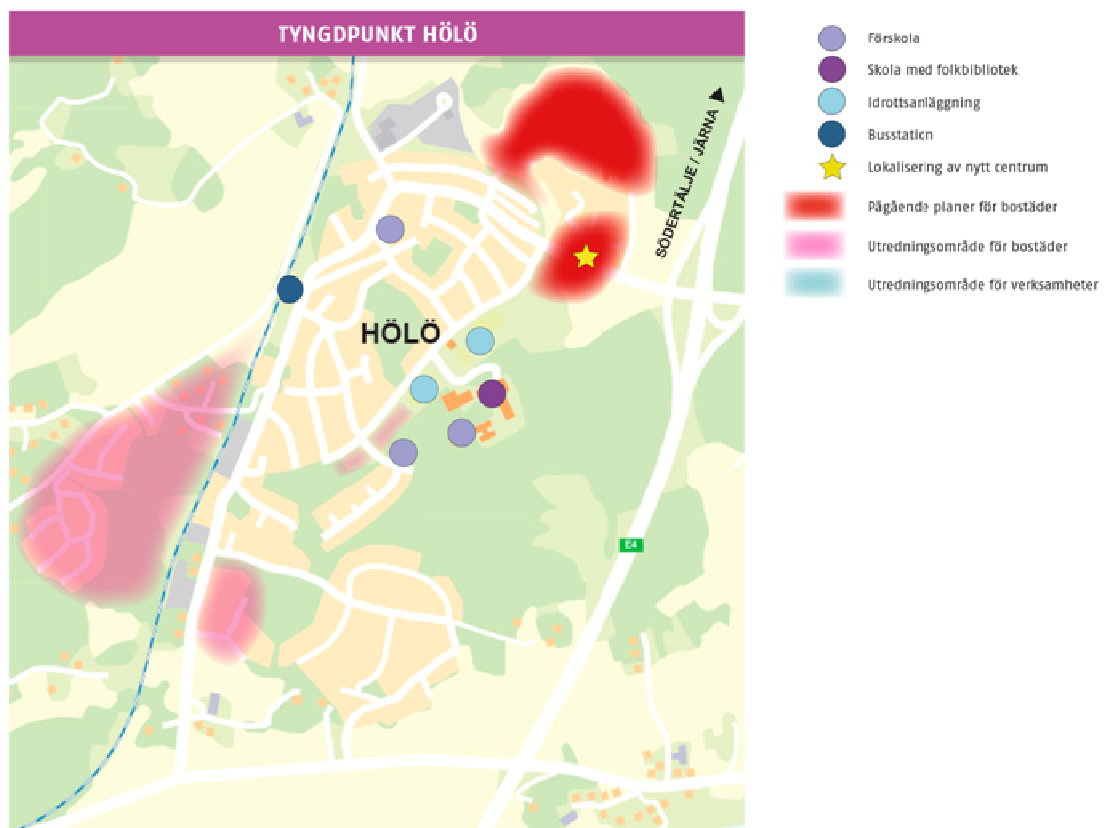 TYNGDPUNKT HÖLÖ
Förskola
Skola med folkbibliotek
Idrottsanläggning
Busstation
Lokalisering av nytt centrum
Pågående planer för bostäder
Utredningsområde för bostäder
Utredningsområde för verksamheter
SÖDERTÄLJE / JÄRNA
HÖLÖ
E4